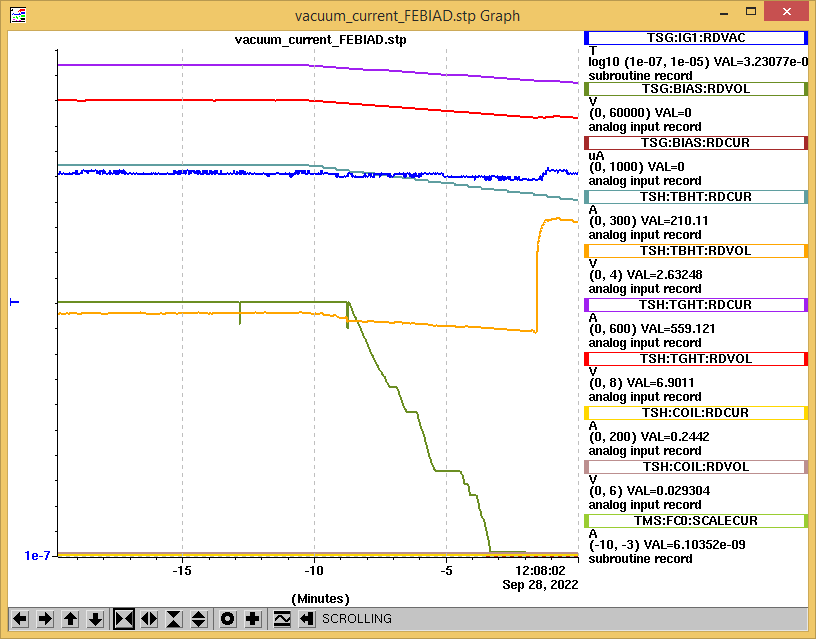 vacuum_current_FEBIAD.stp Graph
vacuum_current_FEBIAD.stp
T
1e-7
-15
-10
-5
12:08:02
Sep 28, 2022
(Minutes)
TSG:IG1:RDVAC
T
log10 (1e-07, 1e-05) VAL=3.23077e-0
subroutine record
TSG:BIAS:RDVOL
V
(0, 60000) VAL=0
analog input record
TSG:BIAS:RDCUR
uA
(0, 1000) VAL=0
analog input record
TSH:TBHT:RDCUR
A
(0, 300) VAL=210.11
analog input record
TSH:TBHT:RDVOL
V
(0, 4) VAL=2.63248
analog input record
TSH:TGHT:RDCUR
A
(0, 600) VAL=559.121
analog input record
TSH:TGHT:RDVOL
V
(0, 8) VAL=6.9011
analog input record
TSH:COIL:RDCUR
A
(0, 200) VAL=0.2442
analog input record
TSH:COIL:RDVOL
V
(0, 6) VAL=0.029304
analog input record
TMS:FC0:SCALECUR
A
(-10, -3) VAL=6.10352e-09
subroutine record
SCROLLING